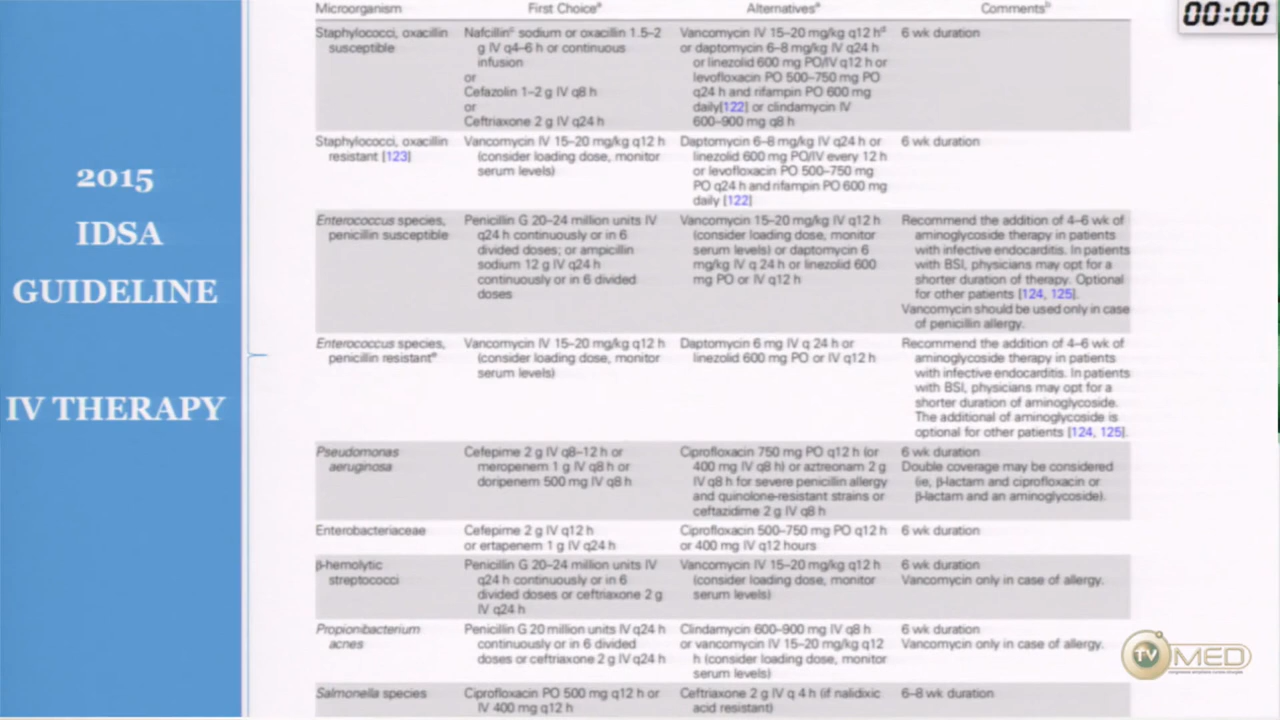 2015
IDSA
GUIDELINE
IV THERAPY
00:00
Microorganism First Choiceᵃ Alternativesᵃ Commentsᵇ
Staphylococci, oxacillin susceptible
Nafcillinᶜ sodium or oxacillin 1.5–2
g IV q4–6 h or continuous
infusion
or
Cefazolin 1–2 g IV q8 h
or
Ceftriaxone 2 g IV q24 h
Vancomycin IV 15–20 mg/kg q12 hᵈ
or daptomycin 6–8 mg/kg IV q24 h
or linezolid 600 mg PO/IV q12 h or
levofloxacin PO 500–750 mg PO
q24 h and rifampin PO 600 mg
daily[122] or clindamycin IV
600–900 mg q8 h
6 wk duration
Staphylococci, oxacillin
resistant [123]
Vancomycin IV 15–20 mg/kg q12 h
(consider loading dose, monitor
serum levels)
Daptomycin 6–8 mg/kg IV q24 h or
linezolid 600 mg PO/IV every 12 h
or levofloxacin PO 500–750 mg
PO q24 h and rifampin PO 600 mg
daily [122]
6 wk duration
Enterococcus species,
penicillin susceptible
Penicillin G 20–24 million units IV
q24 h continuously or in 6
divided doses; or ampicillin
sodium 12 g IV q24 h
continuously or in 6 divided
doses
Vancomycin 15–20 mg/kg IV q12 h
(consider loading dose, monitor
serum levels) or daptomycin 6
mg/kg IV q 24 h or linezolid 600
mg PO or IV q12 h
Recommend the addition of 4–6 wk of
aminoglycoside therapy in patients
with infective endocarditis. In patients
with BSI, physicians may opt for a
shorter duration of therapy. Optional
for other patients [124, 125].
Vancomycin should be used only in case
of penicillin allergy.
Enterococcus species,
penicillin resistantᵉ
Vancomycin IV 15–20 mg/kg q12 h
(consider loading dose, monitor
serum levels)
Daptomycin 6 mg IV q 24 h or
linezolid 600 mg PO or IV q12 h
Recommend the addition of 4–6 wk of
aminoglycoside therapy in patients
with infective endocarditis. In patients
with BSI, physicians may opt for a
shorter duration of aminoglycoside.
The additional of aminoglycoside is
optional for other patients [124, 125].
Pseudomonas
aeruginosa
Cefepime 2 g IV q8–12 h or
meropenem 1 g IV q8 h or
doripenem 500 mg IV q8 h
Ciprofloxacin 750 mg PO q12 h (or
400 mg IV q8 h) or aztreonam 2 g
IV q8 h for severe penicillin allergy
and quinolone-resistant strains or
ceftazidime 2 g IV q8 h
6 wk duration
Double coverage may be considered
(ie, β-lactam and ciprofloxacin or
β-lactam and an aminoglycoside).
Enterobacteriaceae
Cefepime 2 g IV q12 h
or ertapenem 1 g IV q24 h
Ciprofloxacin 500–750 mg PO q12 h
or 400 mg IV q12 hours
6 wk duration
β-hemolytic
streptococci
Penicillin G 20–24 million units IV
q24 h continuously or in 6
divided doses or ceftriaxone 2 g
IV q24 h
Vancomycin IV 15–20 mg/kg q12 h
(consider loading dose, monitor
serum levels)
6 wk duration
Vancomycin only in case of allergy.
Propionibacterium
acnes
Penicillin G 20 million units IV q24 h
continuously or in 6 divided
doses or ceftriaxone 2 g IV q24 h
Clindamycin 600–900 mg IV q8 h
or vancomycin IV 15–20 mg/kg q12
h (consider loading dose, monitor
serum levels)
6 wk duration
Vancomycin only in case of allergy.
Salmonella species
Ciprofloxacin PO 500 mg q12 h or
IV 400 mg q12 h
Ceftriaxone 2 g IV q 4 h (if nalidixic
acid resistant)
6–8 wk duration
TV MED